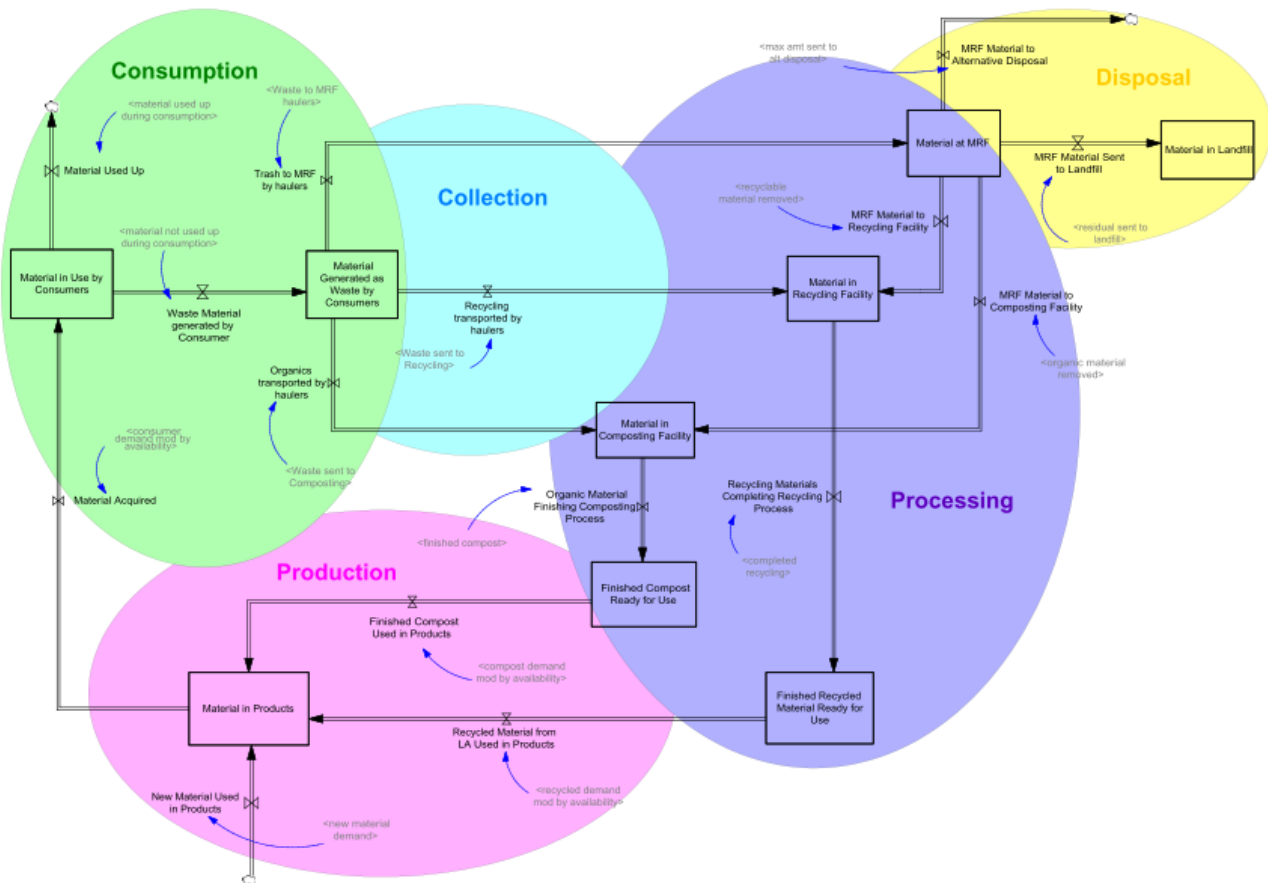 <max amt sent to
alt disposal>
MRF Material to
Alternative Disposal
Consumption
Disposal
<Waste to MRF
haulers>
<material used up
during consumption>
Material at MRF
Material in Landfill
MRF Material Sent
to Landfill
Material Used Up
Trash to MRF
by haulers
Collection
<recyclable
material removed>
MRF Material to
Recycling Facility
<residual sent to
landfill>
<material not used up
during consumption>
Material in Use by
Consumers
Material
Generated as
Waste by
Consumers
Material in
Recycling Facility
MRF Material to
Composting Facility
Waste Material
generated by
Consumer
Recycling
transported by
haulers
<Waste sent to
Recycling>
<organic material
removed>
Organics
transported by
haulers
Material in
Composting Facility
<consumer
demand mod by
availability>
<Waste sent to
Composting>
Material Acquired
Organic Material
Finishing Composting
Process
Recycling Materials
Completing Recycling
Process
Processing
<finished compost>
<completed
recycling>
Production
Finished Compost
Ready for Use
Finished Compost
Used in Products
<compost demand
mod by availability>
Material in Products
Finished Recycled
Material Ready for
Use
Recycled Material from
LA Used in Products
<recycled demand
mod by availability>
New Material Used
in Products
<new material
demand>